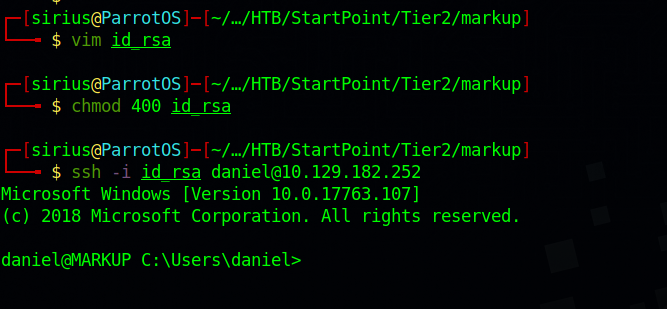 ┌─[sirius@ParrotOS]─[~/…/HTB/StartPoint/Tier2/markup]
└──╼ $ vim id_rsa
┌─[sirius@ParrotOS]─[~/…/HTB/StartPoint/Tier2/markup]
└──╼ $ chmod 400 id_rsa
┌─[sirius@ParrotOS]─[~/…/HTB/StartPoint/Tier2/markup]
└──╼ $ ssh -i id_rsa daniel@10.129.182.252
Microsoft Windows [Version 10.0.17763.107]
(c) 2018 Microsoft Corporation. All rights reserved.
daniel@MARKUP C:\Users\daniel>